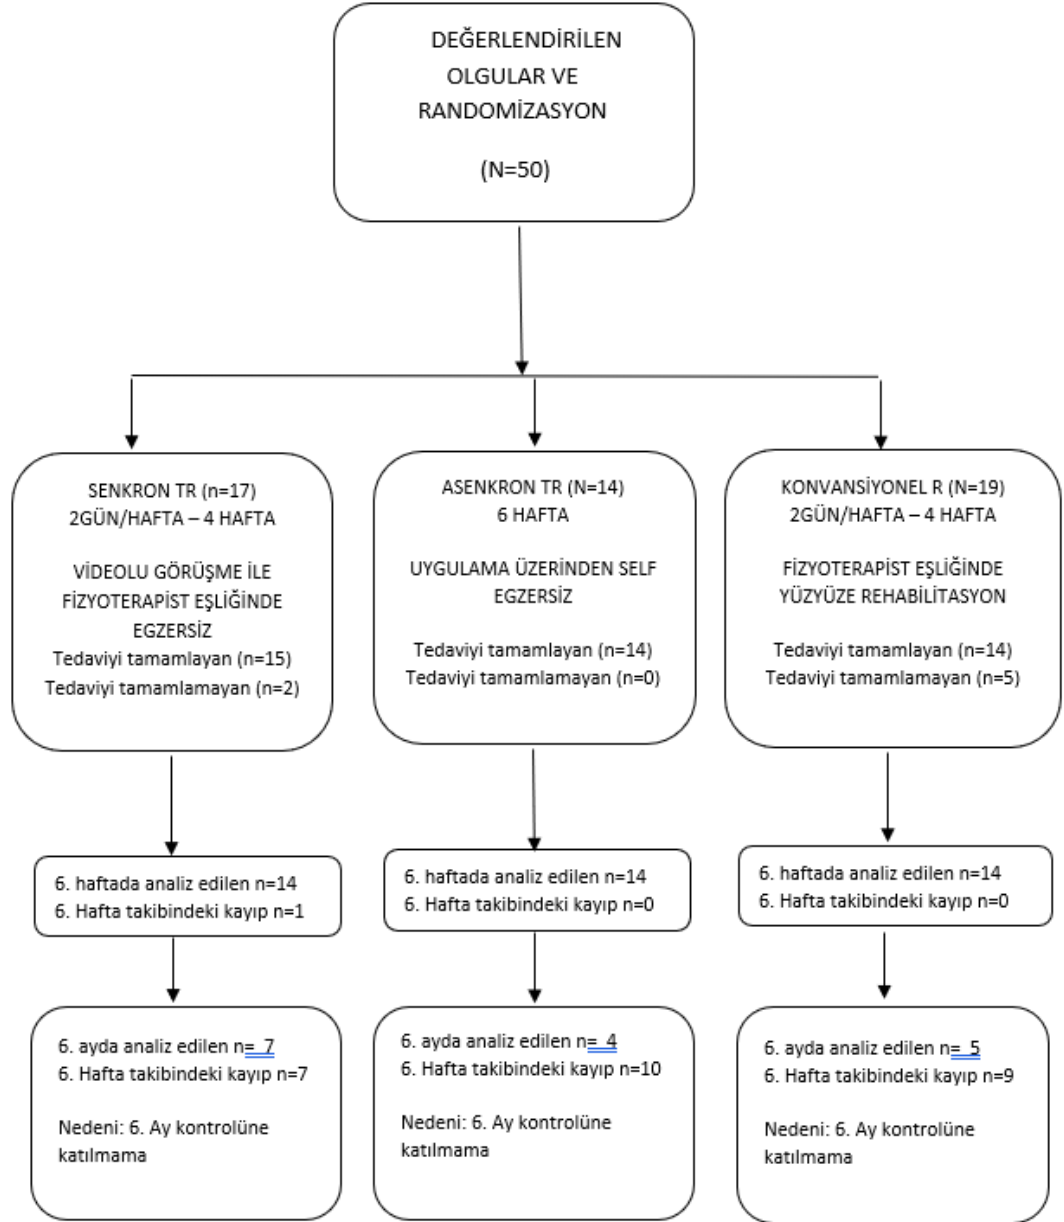 DEĞERLENDİRİLEN
OLGULAR VE
RANDOMİZASYON
(N=50)
SENKRON TR (n=17)
2GÜN/HAFTA – 4 HAFTA
VİDEOLU GÖRÜŞME İLE
FİZYOTERAPİST EŞLİĞİNDE
EGZERSİZ
Tedaviyi tamamlayan (n=15)
Tedaviyi tamamlamayan (n=2)
ASENKRON TR (N=14)
6 HAFTA
UYGULAMA ÜZERİNDEN SELF
EGZERSİZ
Tedaviyi tamamlayan (n=14)
Tedaviyi tamamlamayan (n=0)
KONVANSİYONEL R (N=19)
2GÜN/HAFTA – 4 HAFTA
FİZYOTERAPİST EŞLİĞİNDE
YÜZYÜZE REHABİLİTASYON
Tedaviyi tamamlayan (n=14)
Tedaviyi tamamlamayan (n=5)
6. haftada analiz edilen n=14
6. Hafta takibindeki kayıp n=1
6. haftada analiz edilen n=14
6. Hafta takibindeki kayıp n=0
6. haftada analiz edilen n=14
6. Hafta takibindeki kayıp n=0
6. ayda analiz edilen n= 7
6. Hafta takibindeki kayıp n=7
Nedeni: 6. Ay kontrolüne
katılmama
6. ayda analiz edilen n= 4
6. Hafta takibindeki kayıp n=10
Nedeni: 6. Ay kontrolüne
katılmama
6. ayda analiz edilen n= 5
6. Hafta takibindeki kayıp n=9
Nedeni: 6. Ay kontrolüne
katılmama